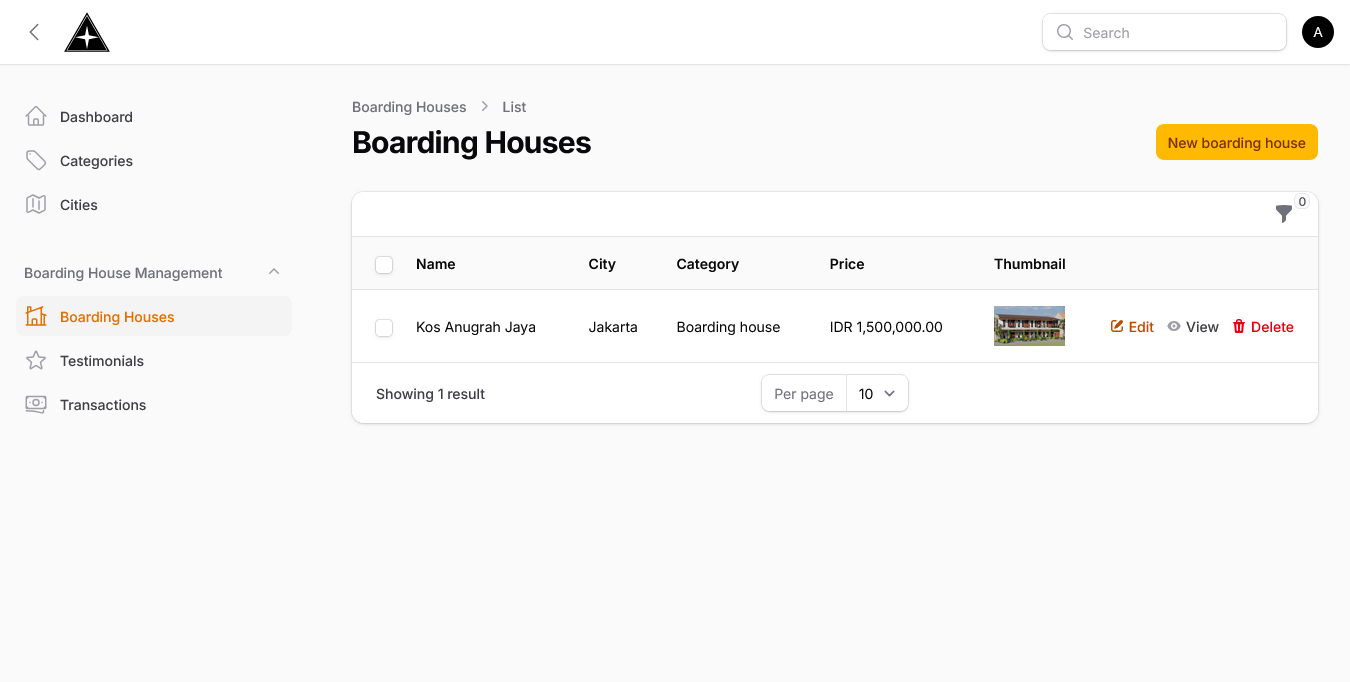 Search
A
Dashboard
Categories
Cities
Boarding House Management
Boarding Houses
Testimonials
Transactions
Boarding Houses > List
Boarding Houses
New boarding house
0
Name City Category Price Thumbnail
Kos Anugrah Jaya Jakarta Boarding house IDR 1,500,000.00 Edit View Delete
Showing 1 result
Per page 10